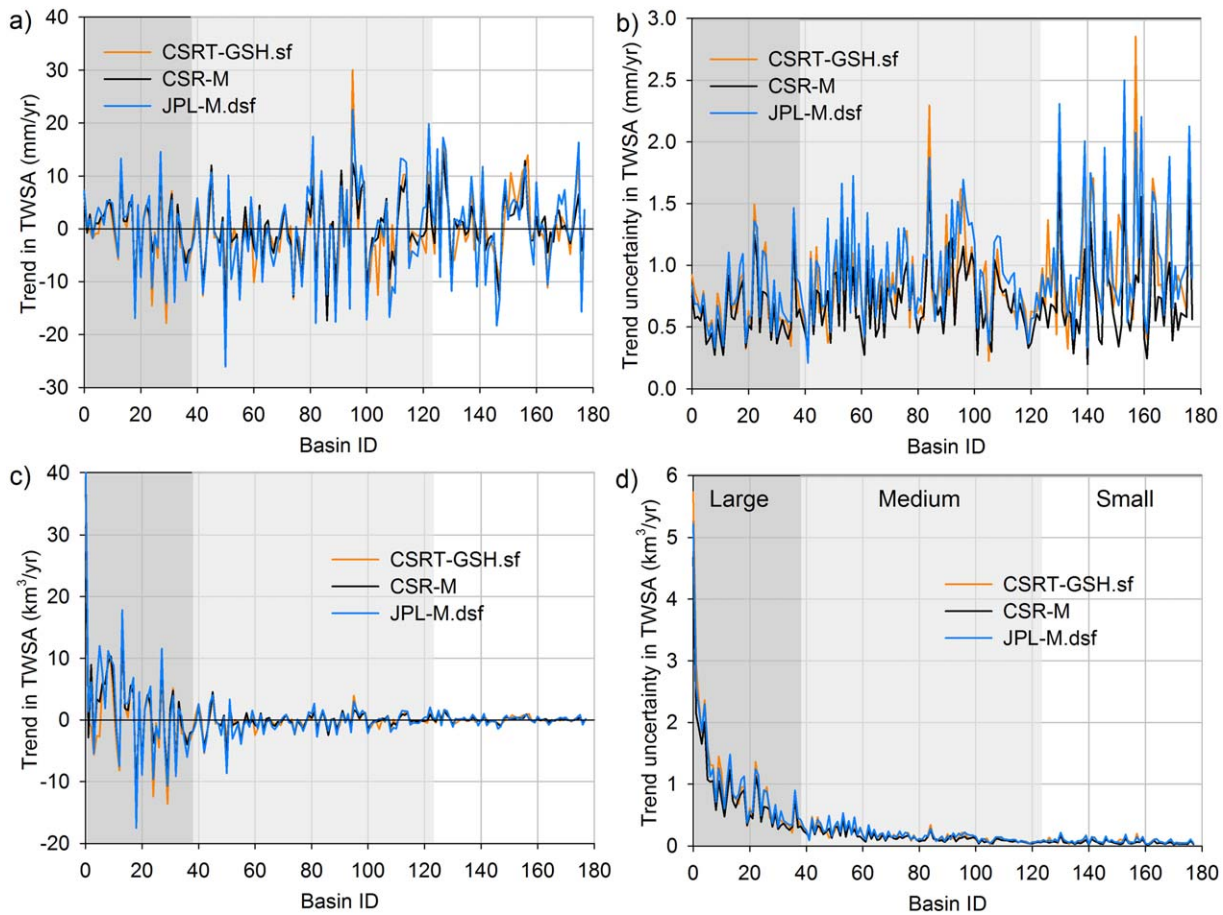 a)
Trend in TWSA (mm/yr)
40
30
20
10
0
-10
-20
-30
CSRT-GSH.sf
CSR-M
JPL-M.dsf
0 20 40 60 80 100 120 140 160 180
Basin ID
b)
Trend uncertainty in TWSA (mm/yr)
3.0
2.5
2.0
1.5
1.0
0.5
0.0
CSRT-GSH.sf
CSR-M
JPL-M.dsf
0 20 40 60 80 100 120 140 160 180
Basin ID
c)
Trend in TWSA (km³/yr)
40
30
20
10
0
-10
-20
CSRT-GSH.sf
CSR-M
JPL-M.dsf
0 20 40 60 80 100 120 140 160 180
Basin ID
d)
Trend uncertainty in TWSA (km³/yr)
6
5
4
3
2
1
0
Large Medium Small
CSRT-GSH.sf
CSR-M
JPL-M.dsf
0 20 40 60 80 100 120 140 160 180
Basin ID